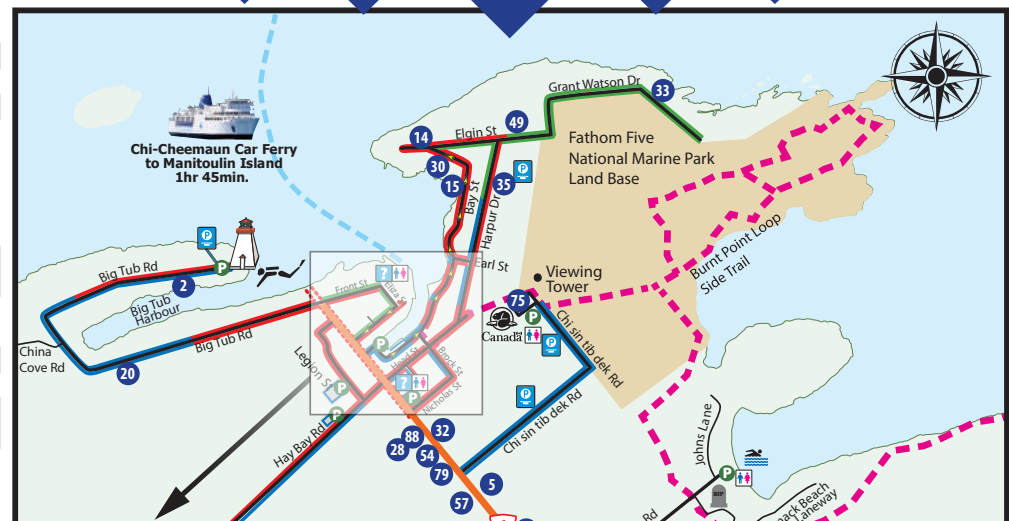 Grant Watson Dr
33
49
Elgin St
14
Chi-Cheemaun Car Ferry
to Manitoulin Island
1hr 45min.
30
15
Bay St
35
Harpur Dr
P
Fathom Five
National Marine Park
Land Base
Burnt Point Loop
Side Trail
Earl St
Viewing
Tower
75
Canada
P
P
Chi sin tib dek Rd
Chi sin tib dek Rd
P
P
P
Big Tub Rd
2
Big Tub
Harbour
Big Tub Rd
China
Cove Rd
20
?
Front St
Eliza St
P
Head St
Brock St
?
Nicholas St
P
Legion St
P
P
Hay Bay Rd
32
88
28
54
79
5
57
Johns Lane
P
RIP
Rd
ack Beach
Laneway